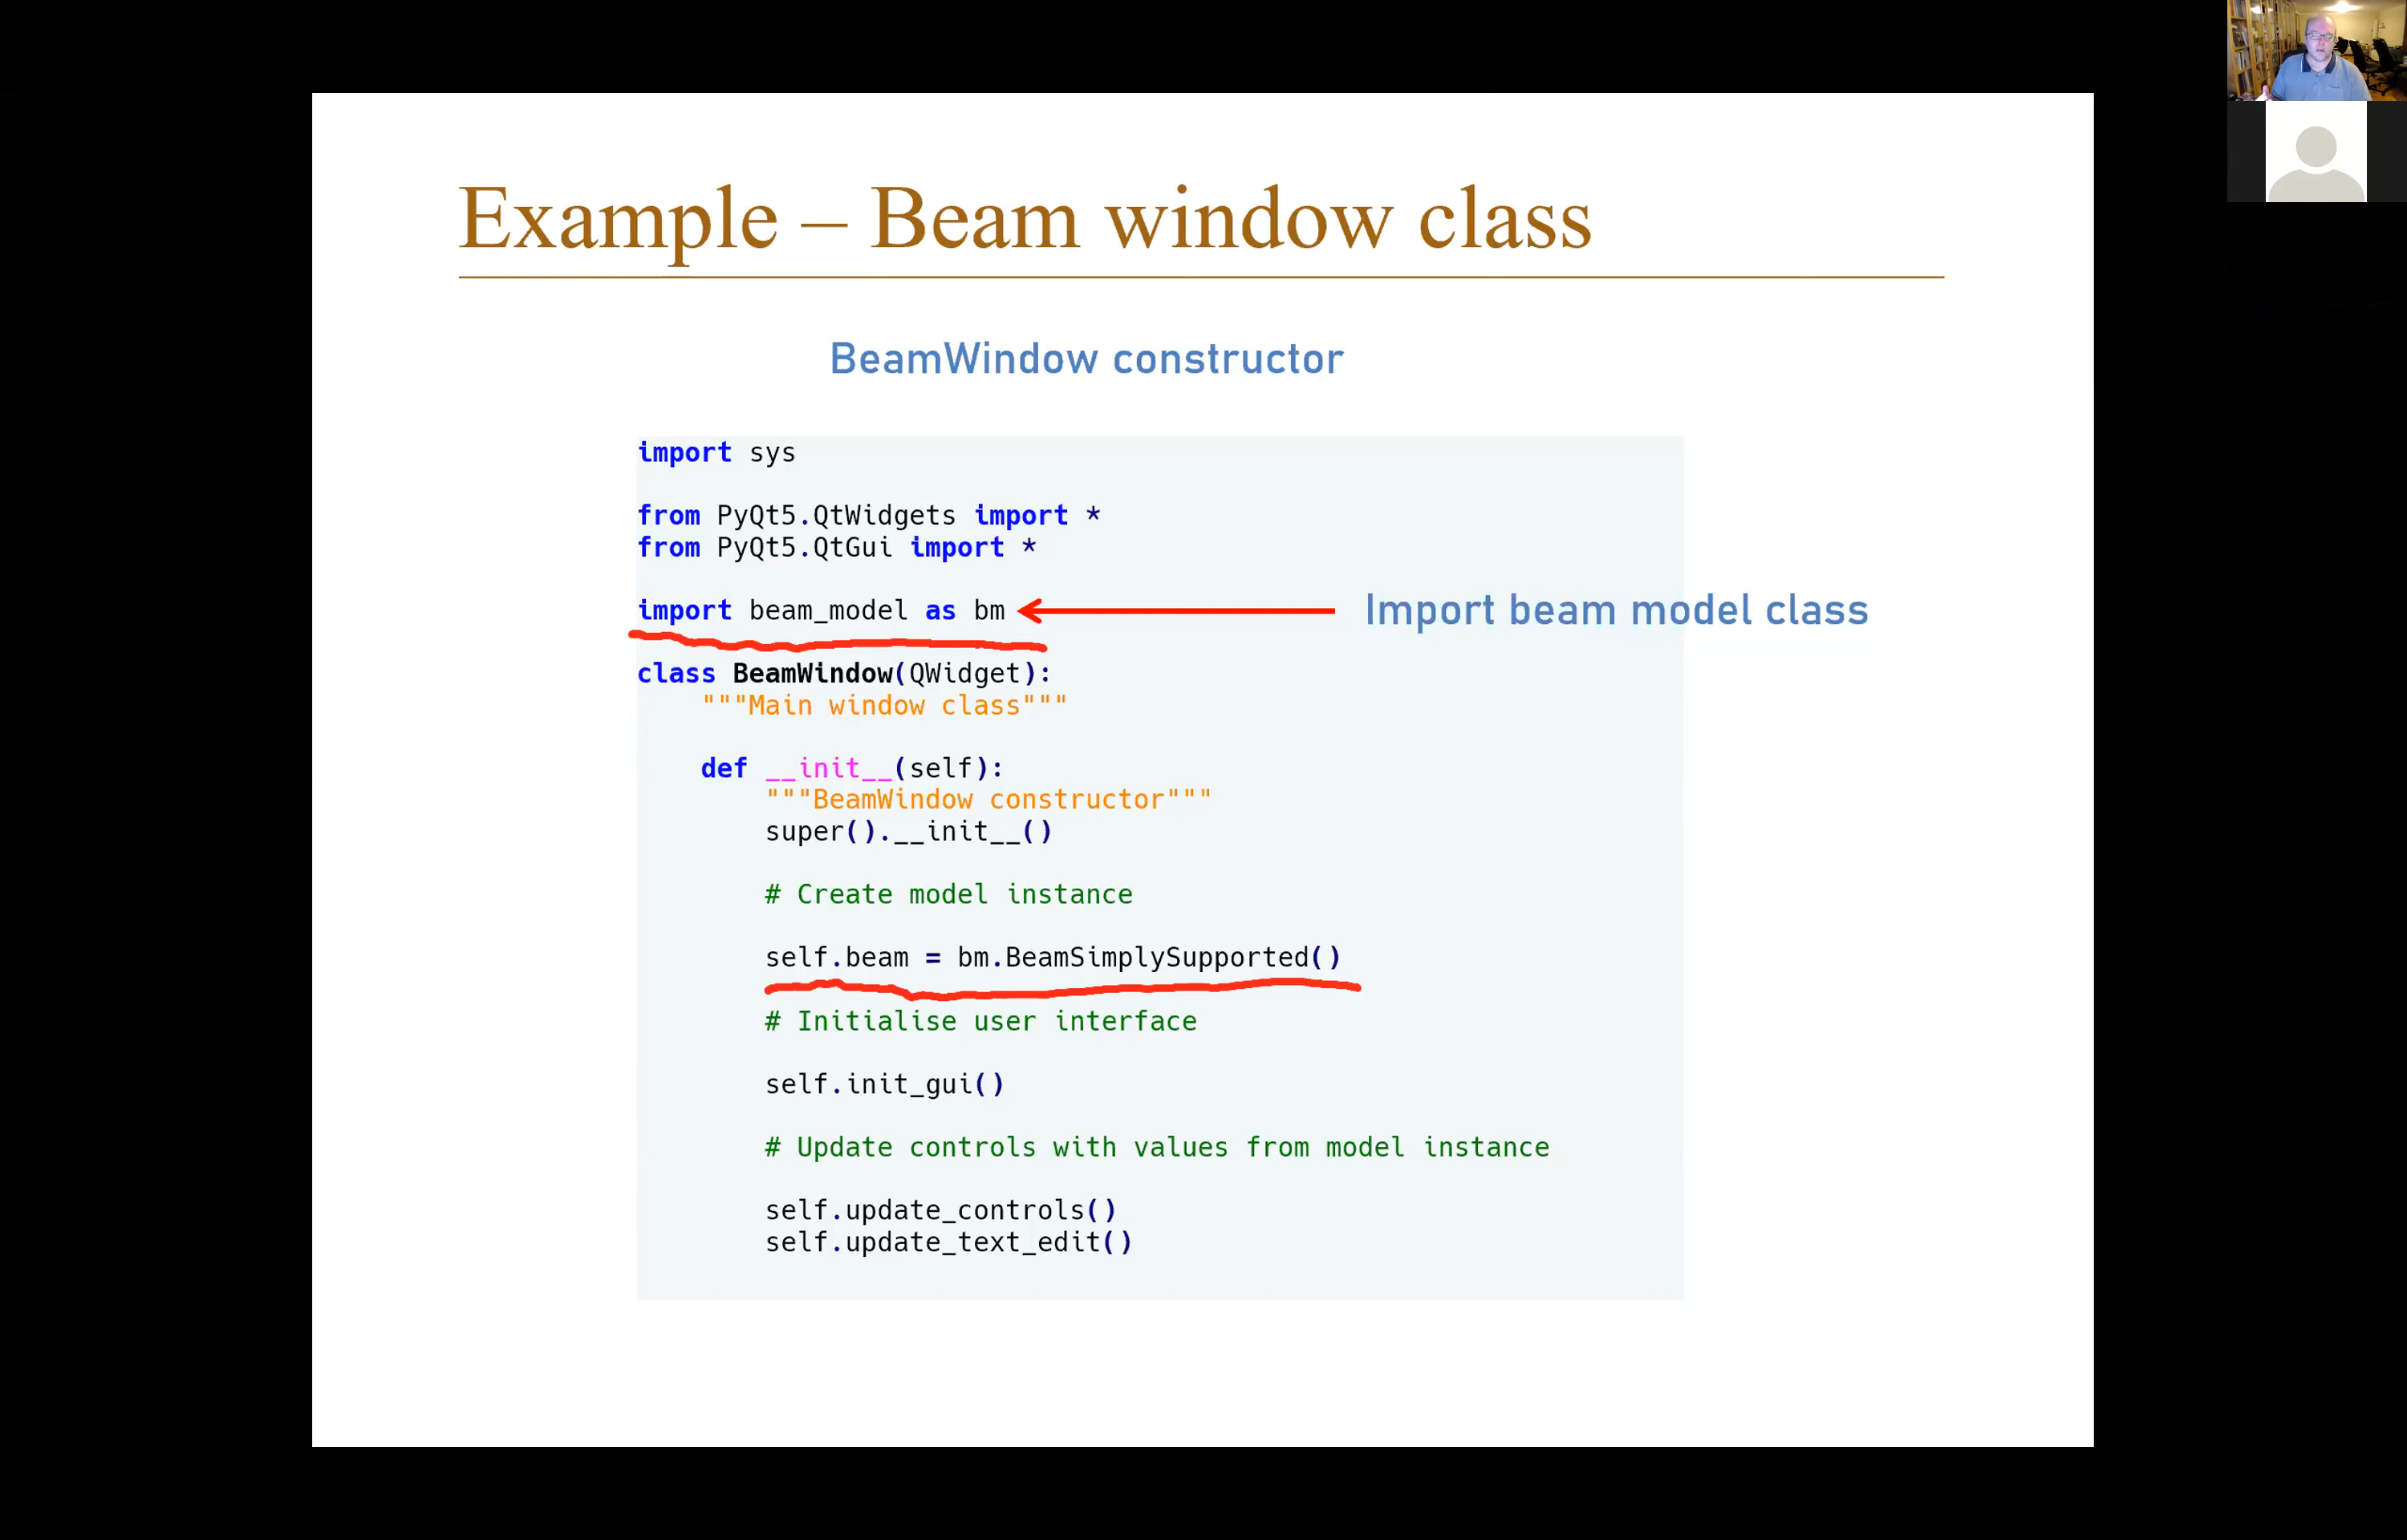 Example – Beam window class
BeamWindow constructor
import sys
from PyQt5.QtWidgets import *
from PyQt5.QtGui import *
import beam_model as bm
Import beam model class
class BeamWindow(QWidget):
"""Main window class"""
def __init__(self):
"""BeamWindow constructor"""
super().__init__()
# Create model instance
self.beam = bm.BeamSimplySupported()
# Initialise user interface
self.init_gui()
# Update controls with values from model instance
self.update_controls()
self.update_text_edit()